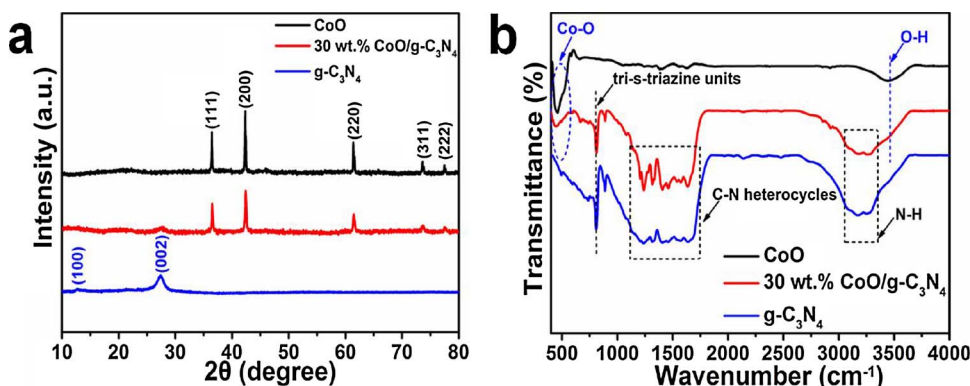 a
CoO
30 wt.% CoO/g-C₃N₄
g-C₃N₄
(111)
(200)
(220)
(311)
(222)
(100)
(002)
Intensity (a.u.)
10 20 30 40 50 60 70 80
2θ (degree)
b
Co-O
O-H
tri-s-triazine units
C-N heterocycles
N-H
CoO
30 wt.% CoO/g-C₃N₄
g-C₃N₄
Transmittance (%)
500 1000 1500 2000 2500 3000 3500 4000
Wavenumber (cm⁻¹)